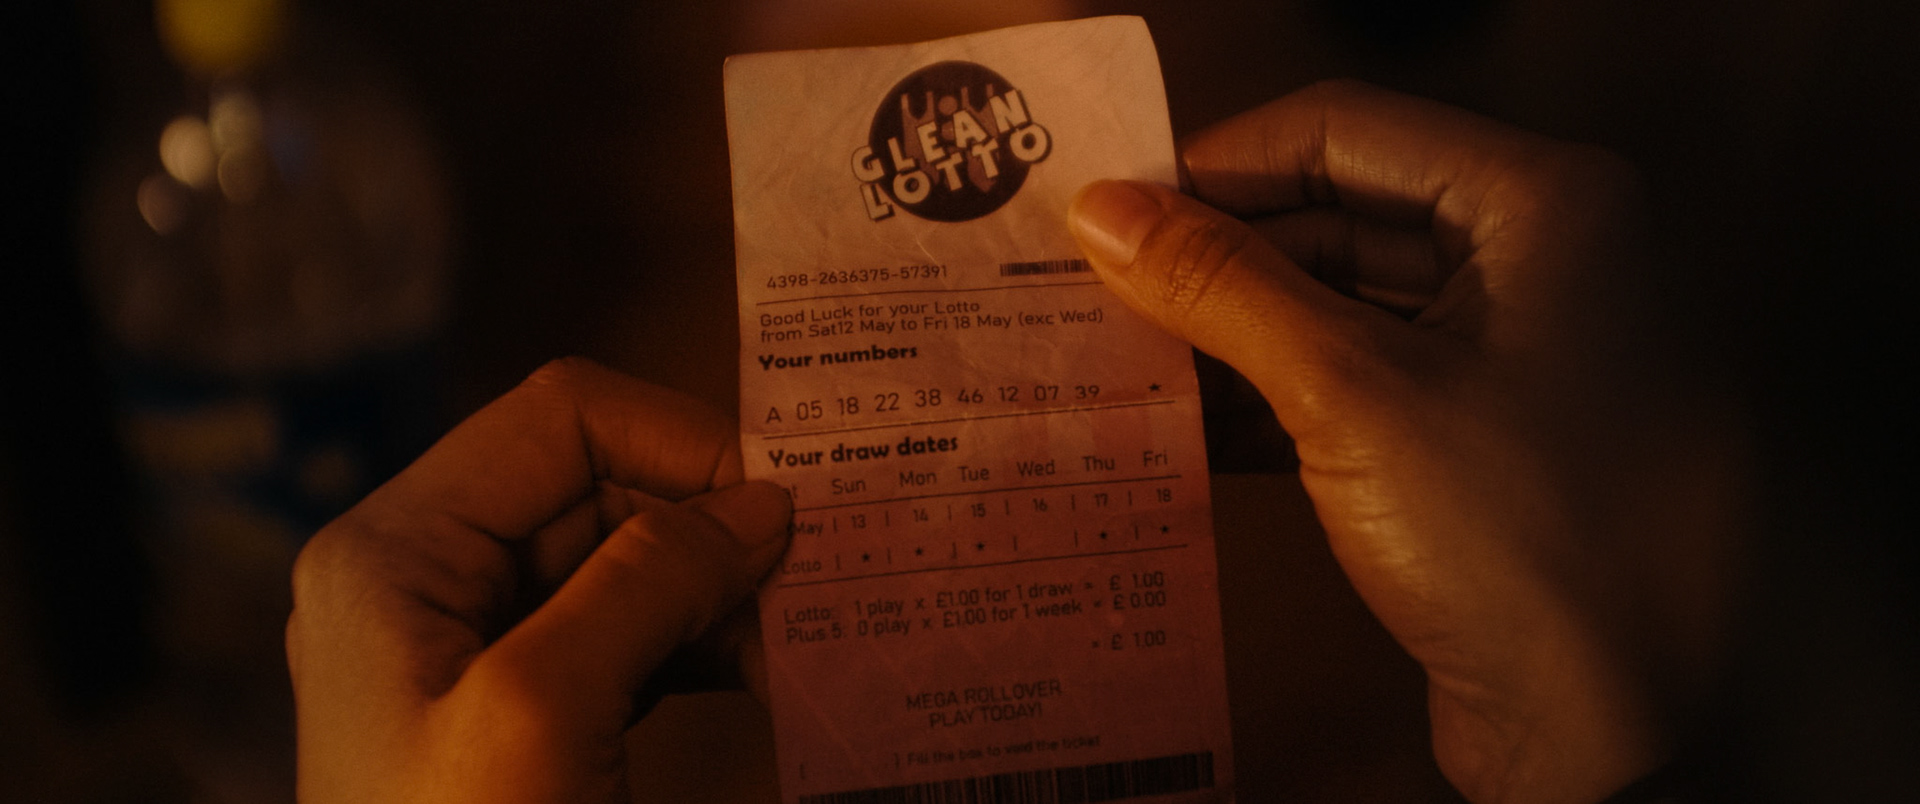 GLEAN
LOTTO
4398-2636375-57391
Good Luck for your Lotto
from Sat12 May to Fri 18 May (exc Wed)
Your numbers
A 05 18 22 38 46 12 07 39 ★
Your draw dates
Sun Mon Tue Wed Thu Fri
May | 13 | 14 | 15 | 16 | 17 | 18
Lotto | ★ | ★ | ★ | | ★ | ★
Lotto: 1 play x £1.00 for 1 draw = £ 1.00
Plus 5: 0 play x £1.00 for 1 week = £ 0.00
= £ 1.00
MEGA ROLLOVER
PLAY TODAY!
[ ] Fill the box to void the ticket